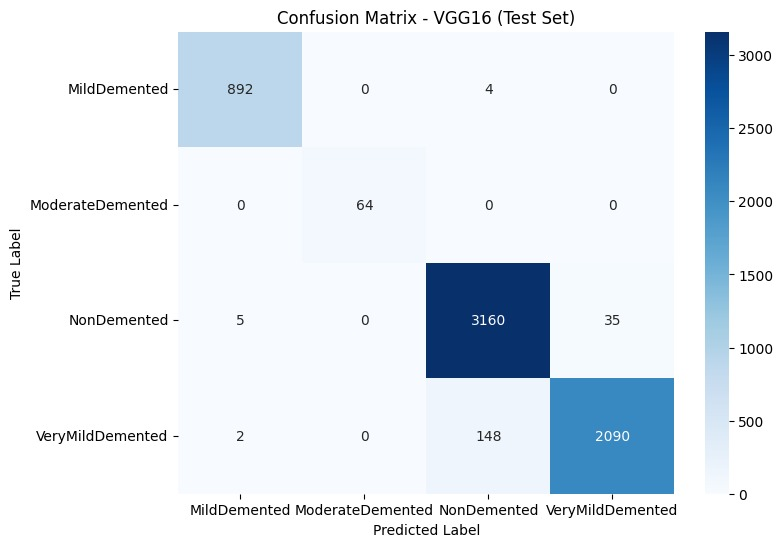 Confusion Matrix - VGG16 (Test Set)
MildDemented 892 0 4 0
ModerateDemented 0 64 0 0
NonDemented 5 0 3160 35
VeryMildDemented 2 0 148 2090
MildDemented ModerateDemented NonDemented VeryMildDemented
Predicted Label
True Label
3000
2500
2000
1500
1000
500
0